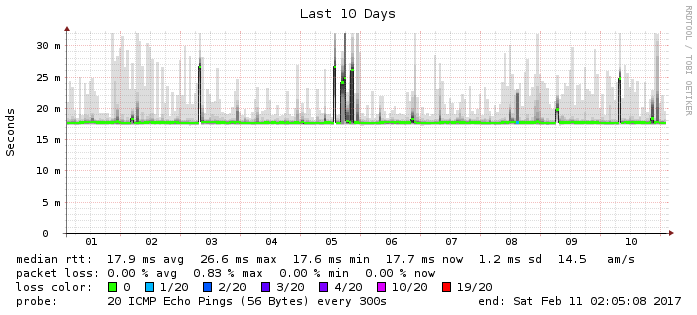 Last 10 Days
RRDTOOL / TOBI OETIKER
Seconds
30 m
25 m
20 m
15 m
10 m
5 m
0
01 02 03 04 05 06 07 08 09 10
median rtt: 17.9 ms avg 26.6 ms max 17.6 ms min 17.7 ms now 1.2 ms sd 14.5 am/s
packet loss: 0.00 % avg 0.83 % max 0.00 % min 0.00 % now
loss color: 0 1/20 2/20 3/20 4/20 10/20 19/20
probe: 20 ICMP Echo Pings (56 Bytes) every 300s end: Sat Feb 11 02:05:08 2017